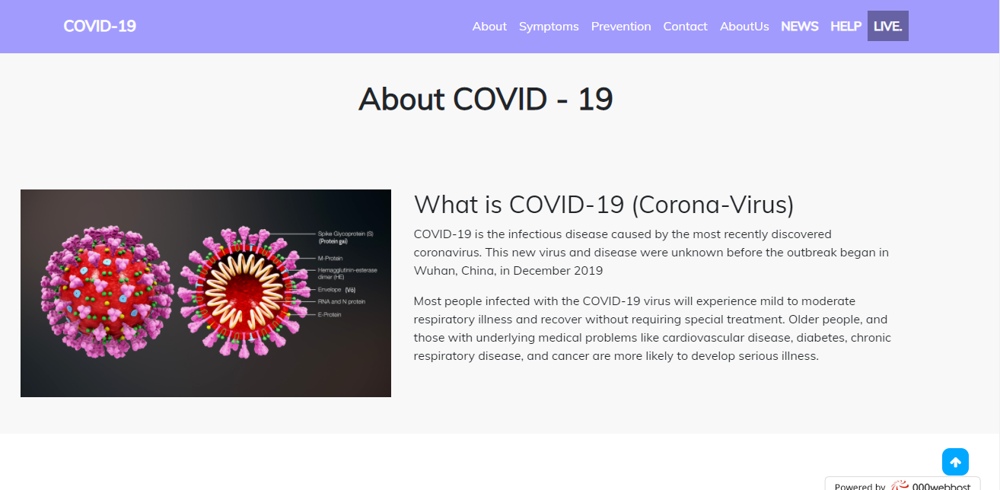 COVID-19
About Symptoms Prevention Contact AboutUs NEWS HELP LIVE.
About COVID - 19
Spike Glycoprotein (S)
(Protein gai)
M-Protein
Hemagglutinin-esterase
dimer (HE)
Envelope (Vỏ)
RNA and N protein
E-Protein
What is COVID-19 (Corona-Virus)
COVID-19 is the infectious disease caused by the most recently discovered
coronavirus. This new virus and disease were unknown before the outbreak began in
Wuhan, China, in December 2019
Most people infected with the COVID-19 virus will experience mild to moderate
respiratory illness and recover without requiring special treatment. Older people, and
those with underlying medical problems like cardiovascular disease, diabetes, chronic
respiratory disease, and cancer are more likely to develop serious illness.
Powered by 000webhost